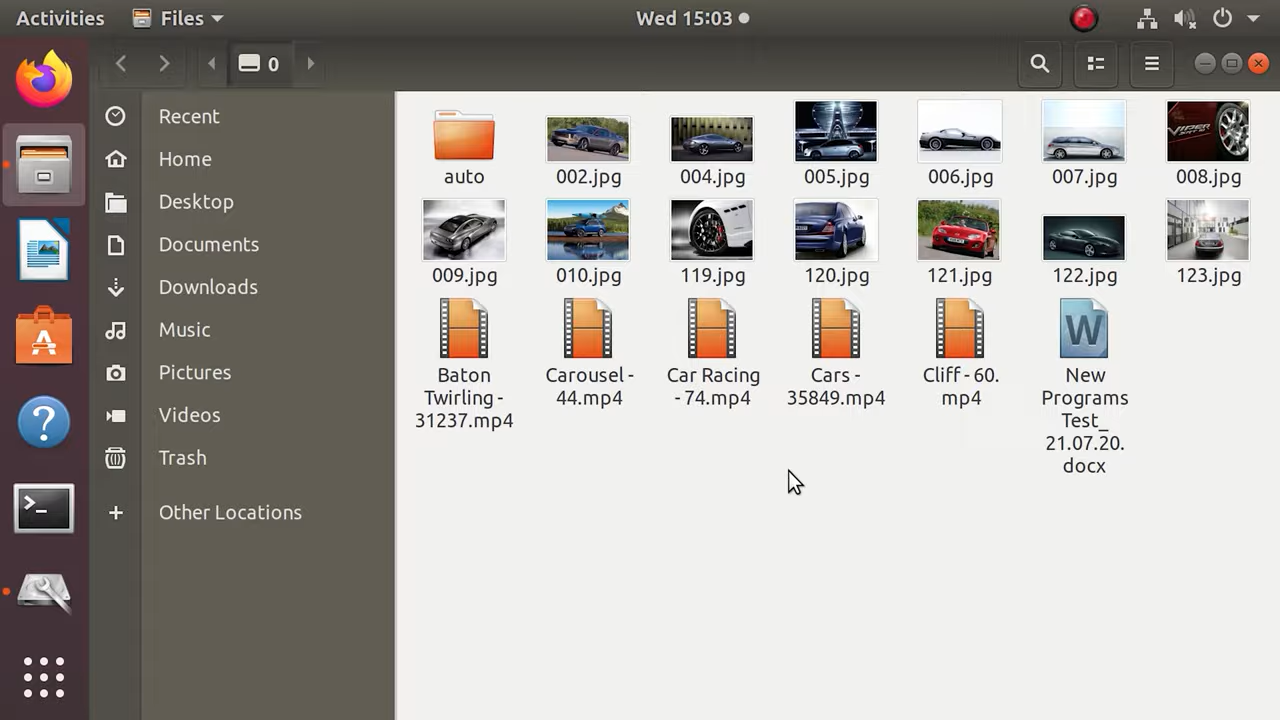 Activities Files Wed 15:03
0
Recent
Home
Desktop
Documents
Downloads
Music
Pictures
Videos
Trash
Other Locations
auto 002.jpg 004.jpg 005.jpg 006.jpg 007.jpg 008.jpg
009.jpg 010.jpg 119.jpg 120.jpg 121.jpg 122.jpg 123.jpg
Baton
Twirling -
31237.mp4
Carousel -
44.mp4
Car Racing
- 74.mp4
Cars -
35849.mp4
Cliff - 60.
mp4
W
New
Programs
Test_
21.07.20.
docx
VIPER